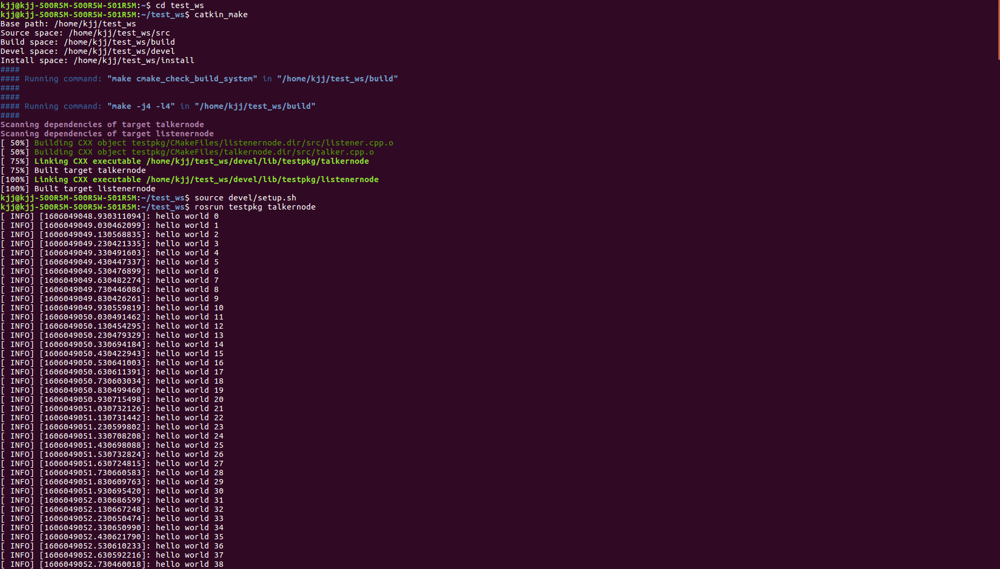 kjj@kjj-500R5M-500R5W-501R5M:~$ cd test_ws
kjj@kjj-500R5M-500R5W-501R5M:~/test_ws$ catkin_make
Base path: /home/kjj/test_ws
Source space: /home/kjj/test_ws/src
Build space: /home/kjj/test_ws/build
Devel space: /home/kjj/test_ws/devel
Install space: /home/kjj/test_ws/install
####
#### Running command: "make cmake_check_build_system" in "/home/kjj/test_ws/build"
####
####
#### Running command: "make -j4 -l4" in "/home/kjj/test_ws/build"
####
Scanning dependencies of target talkernode
Scanning dependencies of target listenernode
[ 50%] Building CXX object testpkg/CMakeFiles/listenernode.dir/src/listener.cpp.o
[ 50%] Building CXX object testpkg/CMakeFiles/talkernode.dir/src/talker.cpp.o
[ 75%] Linking CXX executable /home/kjj/test_ws/devel/lib/testpkg/talkernode
[ 75%] Built target talkernode
[100%] Linking CXX executable /home/kjj/test_ws/devel/lib/testpkg/listenernode
[100%] Built target listenernode
kjj@kjj-500R5M-500R5W-501R5M:~/test_ws$ source devel/setup.sh
kjj@kjj-500R5M-500R5W-501R5M:~/test_ws$ rosrun testpkg talkernode
[ INFO] [1606049048.930311094]: hello world 0
[ INFO] [1606049049.030462099]: hello world 1
[ INFO] [1606049049.130568835]: hello world 2
[ INFO] [1606049049.230421335]: hello world 3
[ INFO] [1606049049.330491603]: hello world 4
[ INFO] [1606049049.430447337]: hello world 5
[ INFO] [1606049049.530476899]: hello world 6
[ INFO] [1606049049.630482274]: hello world 7
[ INFO] [1606049049.730446086]: hello world 8
[ INFO] [1606049049.830426261]: hello world 9
[ INFO] [1606049049.930559819]: hello world 10
[ INFO] [1606049050.030491462]: hello world 11
[ INFO] [1606049050.130454295]: hello world 12
[ INFO] [1606049050.230479329]: hello world 13
[ INFO] [1606049050.330694184]: hello world 14
[ INFO] [1606049050.430422943]: hello world 15
[ INFO] [1606049050.530641003]: hello world 16
[ INFO] [1606049050.630611391]: hello world 17
[ INFO] [1606049050.730603034]: hello world 18
[ INFO] [1606049050.830499460]: hello world 19
[ INFO] [1606049050.930715498]: hello world 20
[ INFO] [1606049051.030732126]: hello world 21
[ INFO] [1606049051.130731442]: hello world 22
[ INFO] [1606049051.230599802]: hello world 23
[ INFO] [1606049051.330708208]: hello world 24
[ INFO] [1606049051.430698088]: hello world 25
[ INFO] [1606049051.530732824]: hello world 26
[ INFO] [1606049051.630724815]: hello world 27
[ INFO] [1606049051.730660583]: hello world 28
[ INFO] [1606049051.830609763]: hello world 29
[ INFO] [1606049051.930695420]: hello world 30
[ INFO] [1606049052.030686599]: hello world 31
[ INFO] [1606049052.130667248]: hello world 32
[ INFO] [1606049052.230650474]: hello world 33
[ INFO] [1606049052.330650990]: hello world 34
[ INFO] [1606049052.430621790]: hello world 35
[ INFO] [1606049052.530610233]: hello world 36
[ INFO] [1606049052.630592216]: hello world 37
[ INFO] [1606049052.730460018]: hello world 38